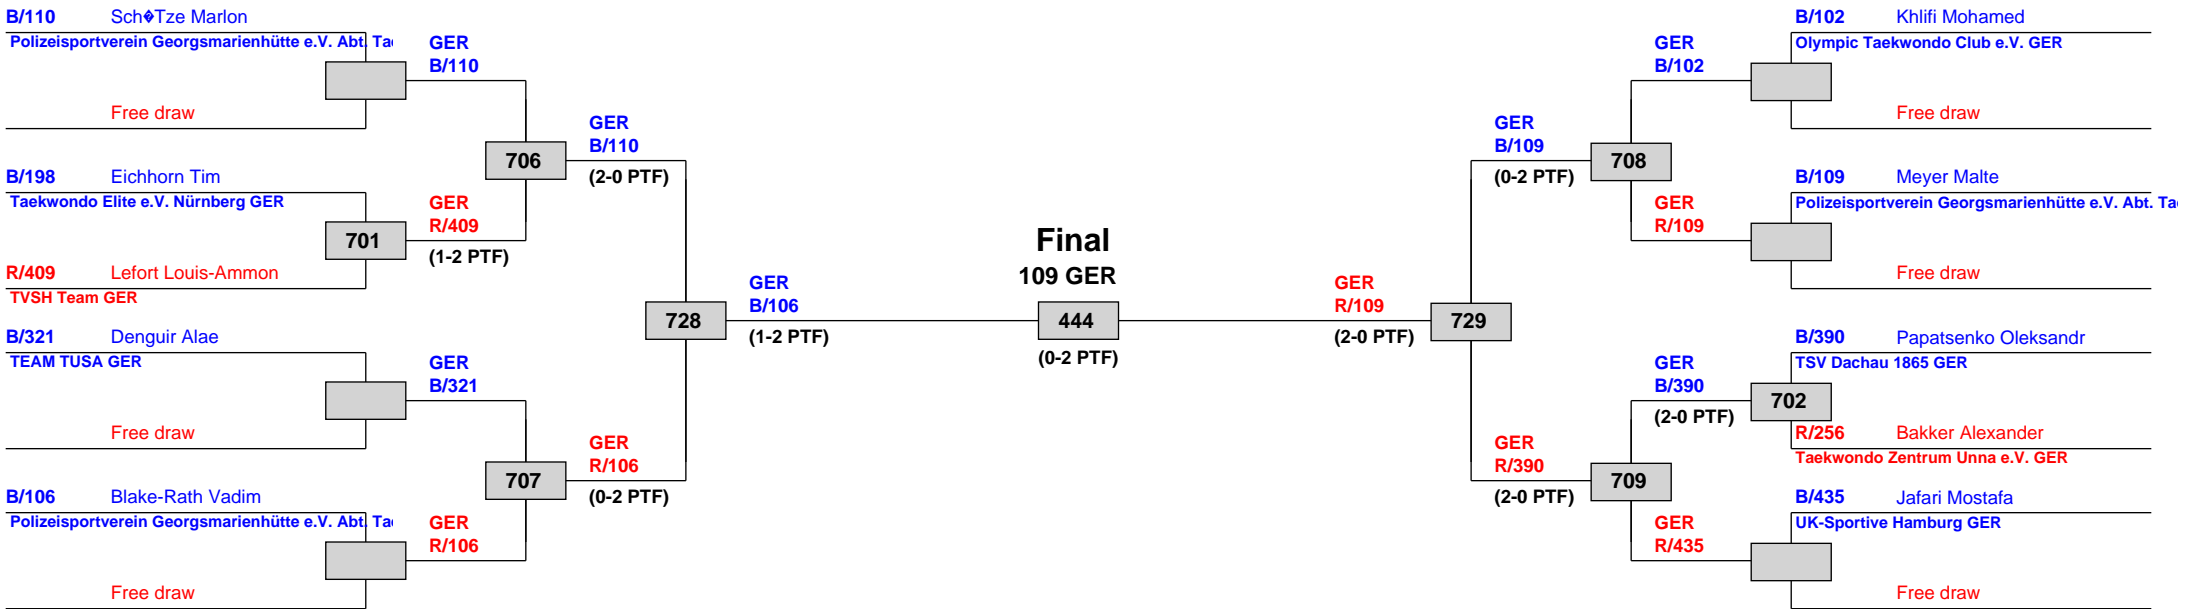 B/110 Sch�Tze Marlon
Polizeisportverein Georgsmarienhütte e.V. Abt. Tae
Free draw
B/198 Eichhorn Tim
Taekwondo Elite e.V. Nürnberg GER
701
R/409 Lefort Louis-Ammon
TVSH Team GER
B/321 Denguir Alae
TEAM TUSA GER
Free draw
B/106 Blake-Rath Vadim
Polizeisportverein Georgsmarienhütte e.V. Abt. Tae
Free draw
GER
B/110
706
GER
R/409
(1-2 PTF)
GER
B/321
707
GER
R/106
GER
B/110
(2-0 PTF)
728
GER
R/106
(0-2 PTF)
GER
B/106
(1-2 PTF)
Final
109 GER
444
(0-2 PTF)
GER
R/109
(2-0 PTF)
729
GER
B/109
(0-2 PTF)
GER
R/390
(2-0 PTF)
708
GER
B/102
GER
R/109
709
GER
B/390
(2-0 PTF)
GER
R/435
B/102 Khlifi Mohamed
Olympic Taekwondo Club e.V. GER
Free draw
B/109 Meyer Malte
Polizeisportverein Georgsmarienhütte e.V. Abt. Ta
Free draw
B/390 Papatsenko Oleksandr
TSV Dachau 1865 GER
702
R/256 Bakker Alexander
Taekwondo Zentrum Unna e.V. GER
B/435 Jafari Mostafa
UK-Sportive Hamburg GER
Free draw